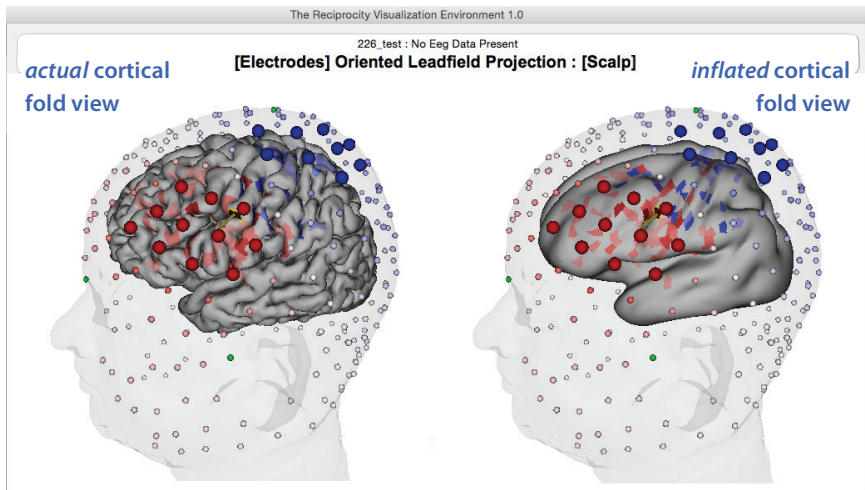 The Reciprocity Visualization Environment 1.0
226_test : No Eeg Data Present
[Electrodes] Oriented Leadfield Projection : [Scalp]
actual cortical
fold view
inflated cortical
fold view